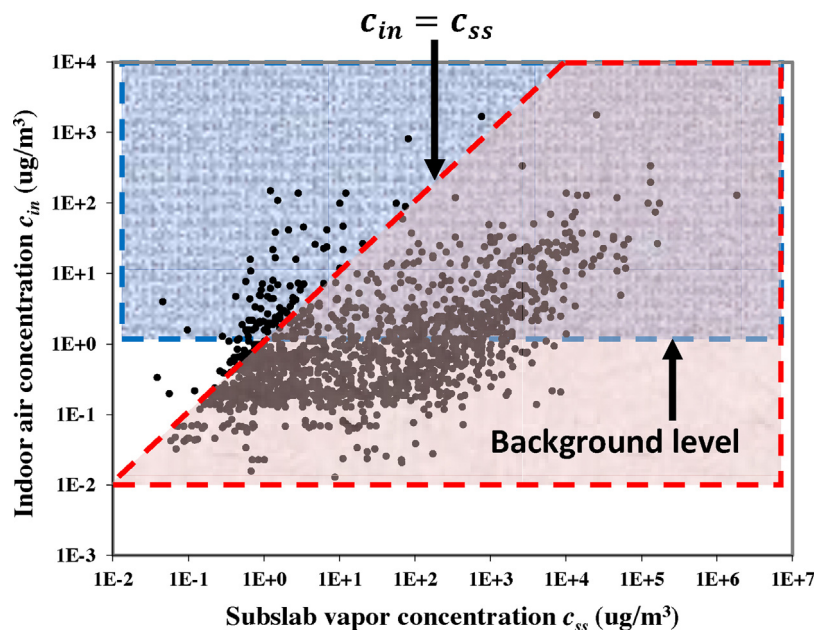 c_in = c_ss
1E+4
1E+3
1E+2
1E+1
1E+0
1E-1
1E-2
1E-3
Indoor air concentration c_in (ug/m³)
Background level
1E-2 1E-1 1E+0 1E+1 1E+2 1E+3 1E+4 1E+5 1E+6 1E+7
Subslab vapor concentration c_ss (ug/m³)